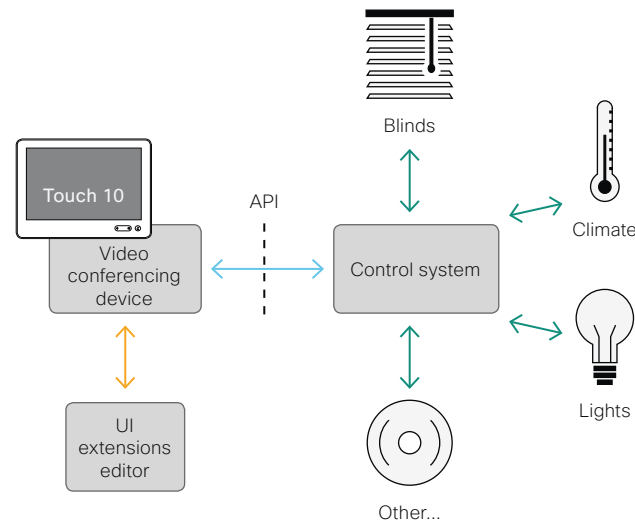 Blinds
Touch 10
API
Climate
Video
conferencing
device
Control system
Lights
UI
extensions
editor
Other...